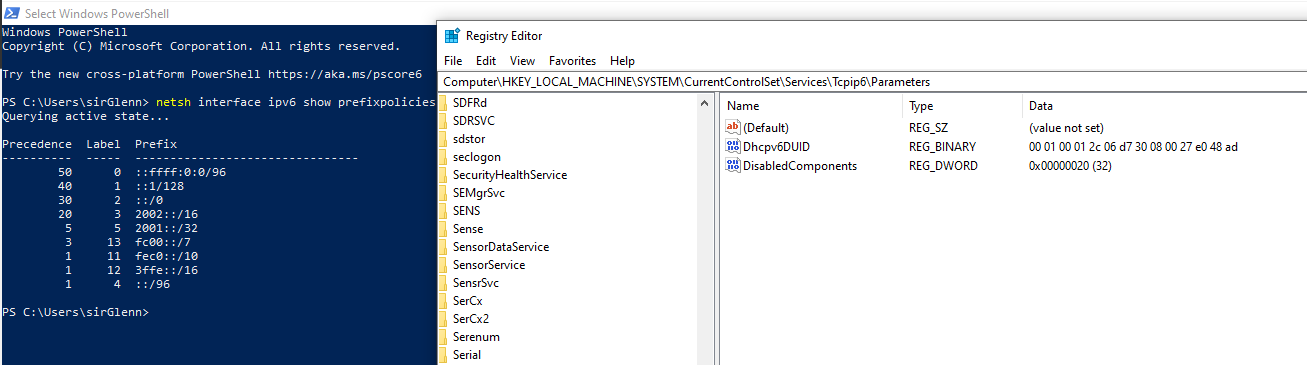 Select Windows PowerShell
Windows PowerShell
Copyright (C) Microsoft Corporation. All rights reserved.
Try the new cross-platform PowerShell https://aka.ms/pscore6
PS C:\Users\sirGlenn> netsh interface ipv6 show prefixpolicies
Querying active state...
Precedence  Label  Prefix
----------  -----  --------------------------------
50      0  ::ffff:0:0/96
40      1  ::1/128
30      2  ::/0
20      3  2002::/16
5      5  2001::/32
3     13  fc00::/7
1     11  fec0::/10
1     12  3ffe::/16
1      4  ::/96
PS C:\Users\sirGlenn>
Registry Editor
File Edit View Favorites Help
Computer\HKEY_LOCAL_MACHINE\SYSTEM\CurrentControlSet\Services\Tcpip6\Parameters
SDFRd
SDRSVC
sdstor
seclogon
SecurityHealthService
SEMgrSvc
SENS
Sense
SensorDataService
SensorService
SensrSvc
SerCx
SerCx2
Serenum
Serial
Name Type Data
ab (Default) REG_SZ (value not set)
Dhcpv6DUID REG_BINARY 00 01 00 01 2c 06 d7 30 08 00 27 e0 48 ad
DisabledComponents REG_DWORD 0x00000020 (32)